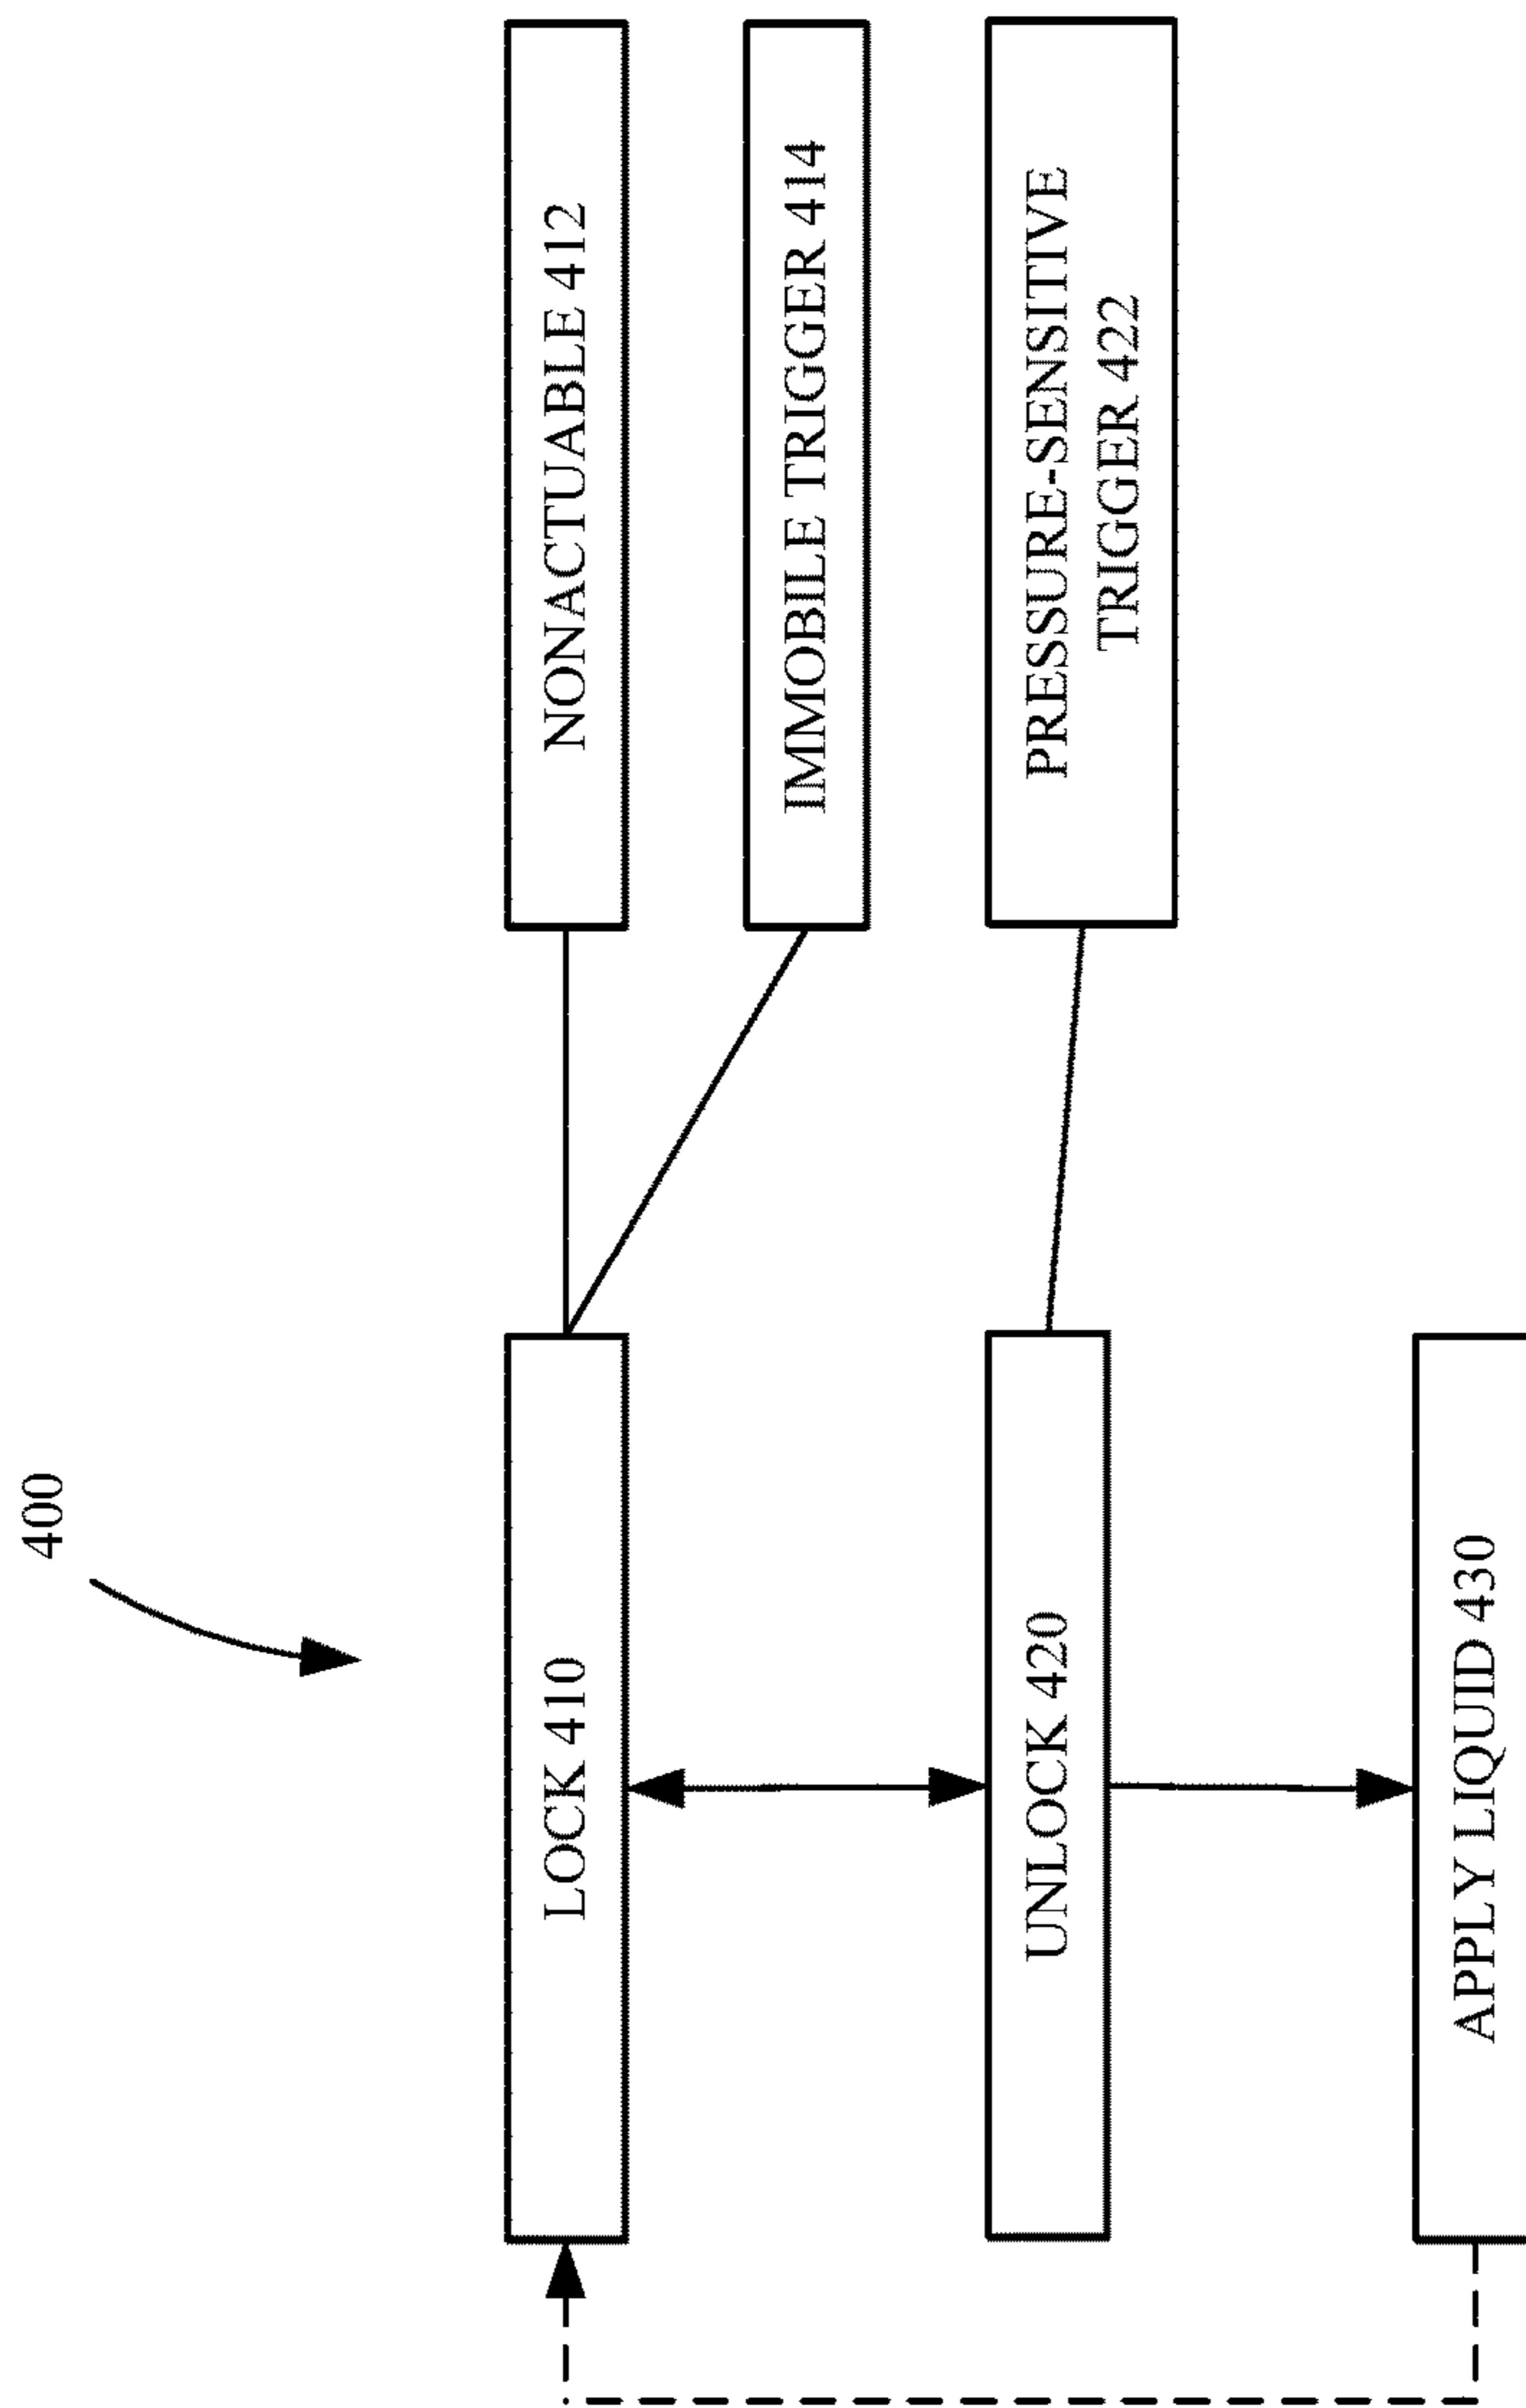 400
LOCK 410
NONACTUABLE 412
IMMOBILE TRIGGER 414
UNLOCK 420
PRESSURE-SENSITIVE
TRIGGER 422
APPLY LIQUID 430